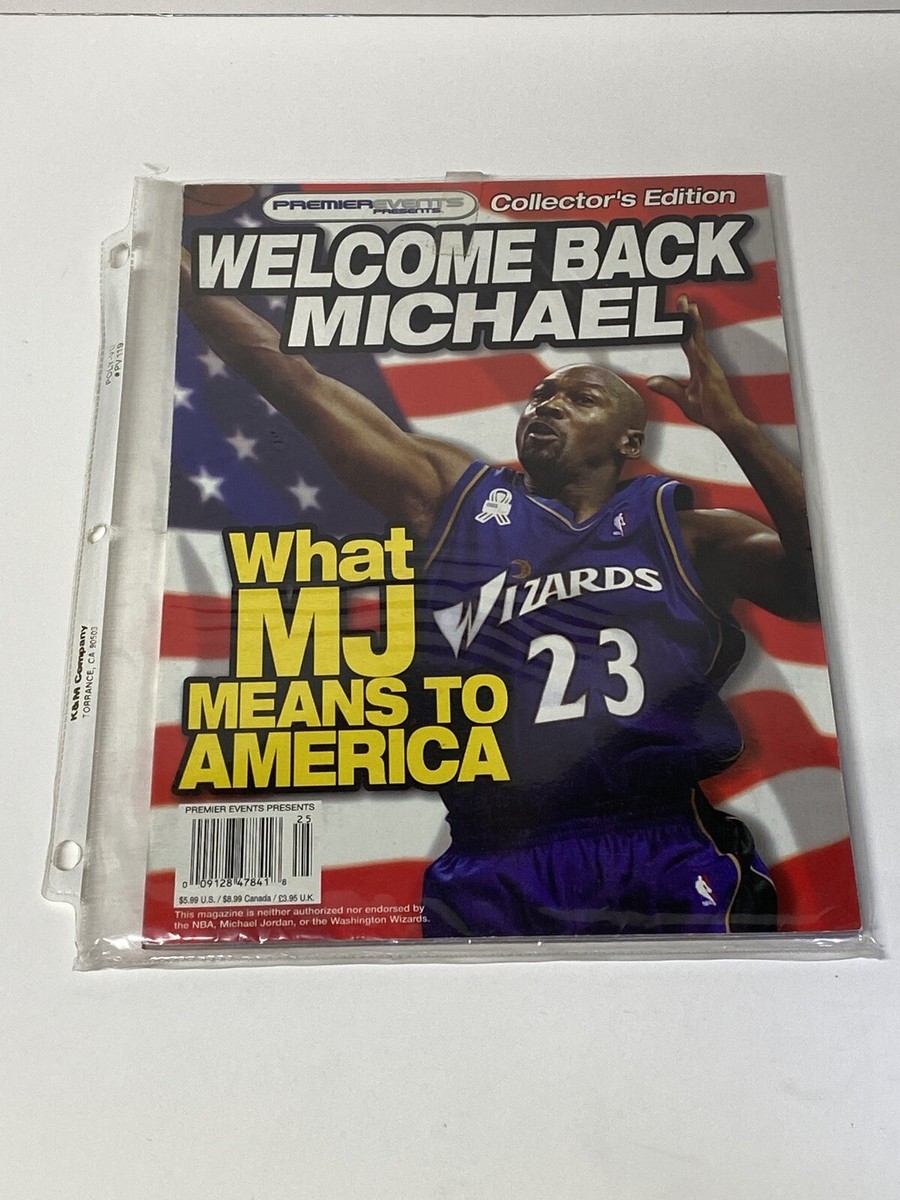 PREMIEREVENTS
PRESENTS
Collector's Edition
WELCOME BACK
MICHAEL
WIZARDS
23
What
MJ
MEANS TO
AMERICA
PREMIER EVENTS PRESENTS
25
0 09128 47841 8
$5.99 U.S. / $8.99 Canada / £3.95 U.K.
This magazine is neither authorized nor endorsed by
the NBA, Michael Jordan, or the Washington Wizards.
PV119
K&M Company
TORRANCE, CA 90503